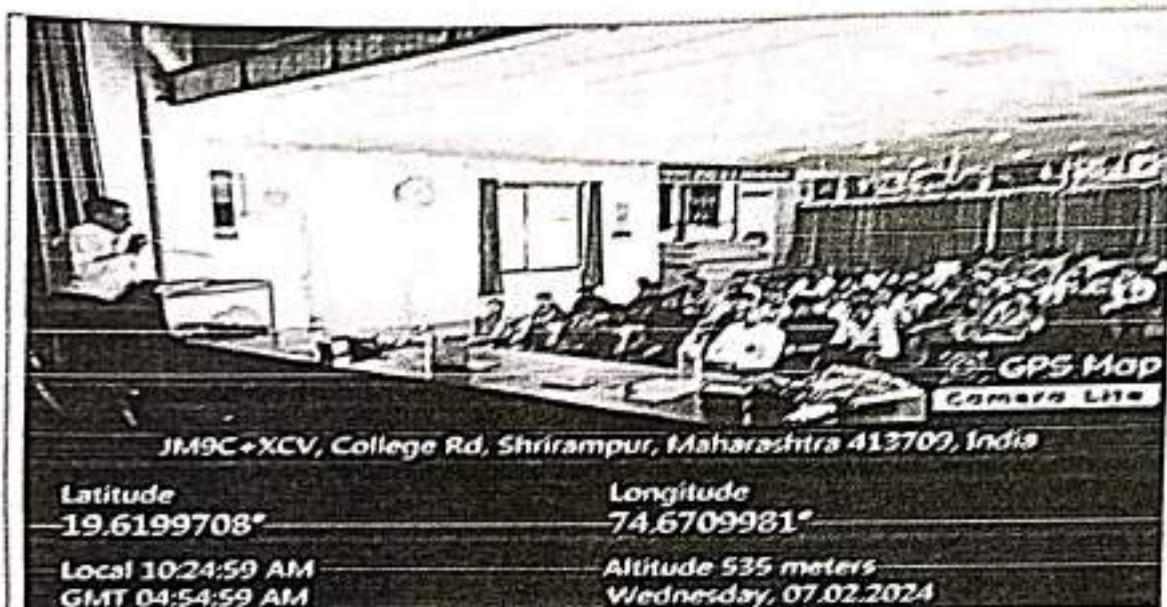 GPS Map
Camera Lite
JM9C+XCV, College Rd, Shrirampur, Maharashtra 413709, India
Latitude
19.6199708°
Longitude
74.6709981°
Local 10:24:59 AM
GMT 04:54:59 AM
Altitude 535 meters
Wednesday, 07.02.2024